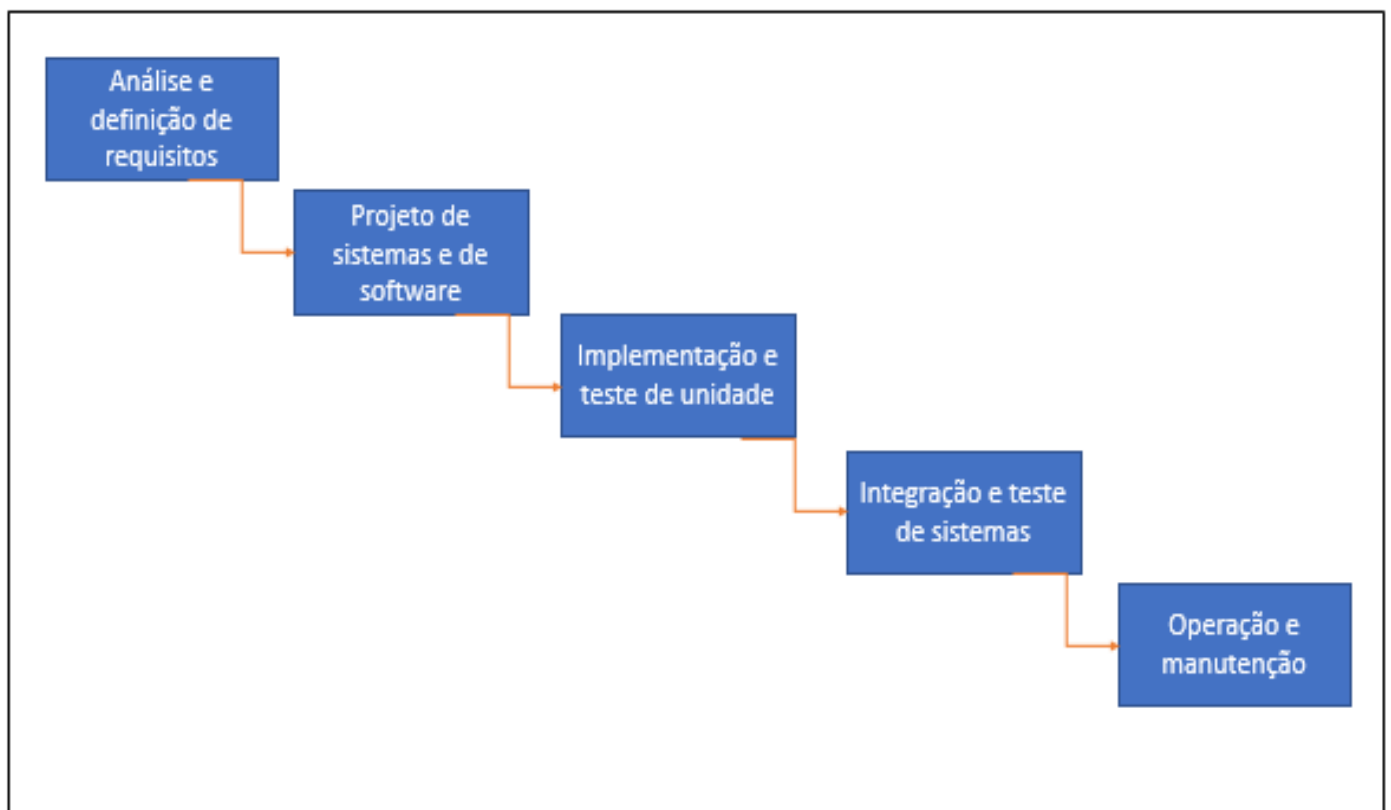 Análise e
definição de
requisitos
Projeto de
sistemas e de
software
Implementação e
teste de unidade
Integração e teste
de sistemas
Operação e
manutenção